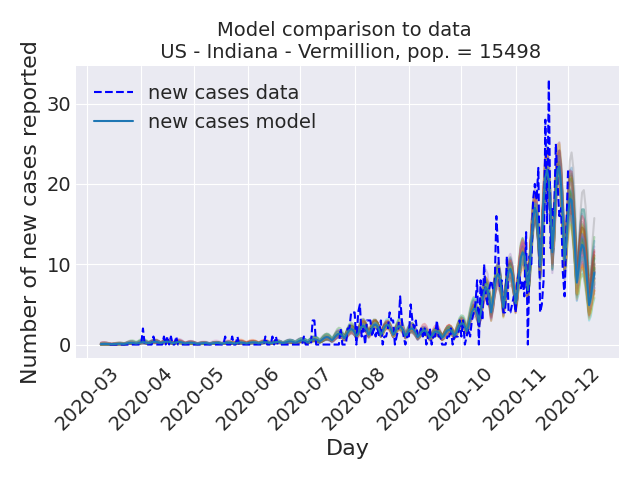 Model comparison to data
US - Indiana - Vermillion, pop. = 15498
Number of new cases reported
30
20
10
0
new cases data
new cases model
2020-03
2020-04
2020-05
2020-06
2020-07
2020-08
2020-09
2020-10
2020-11
2020-12
Day